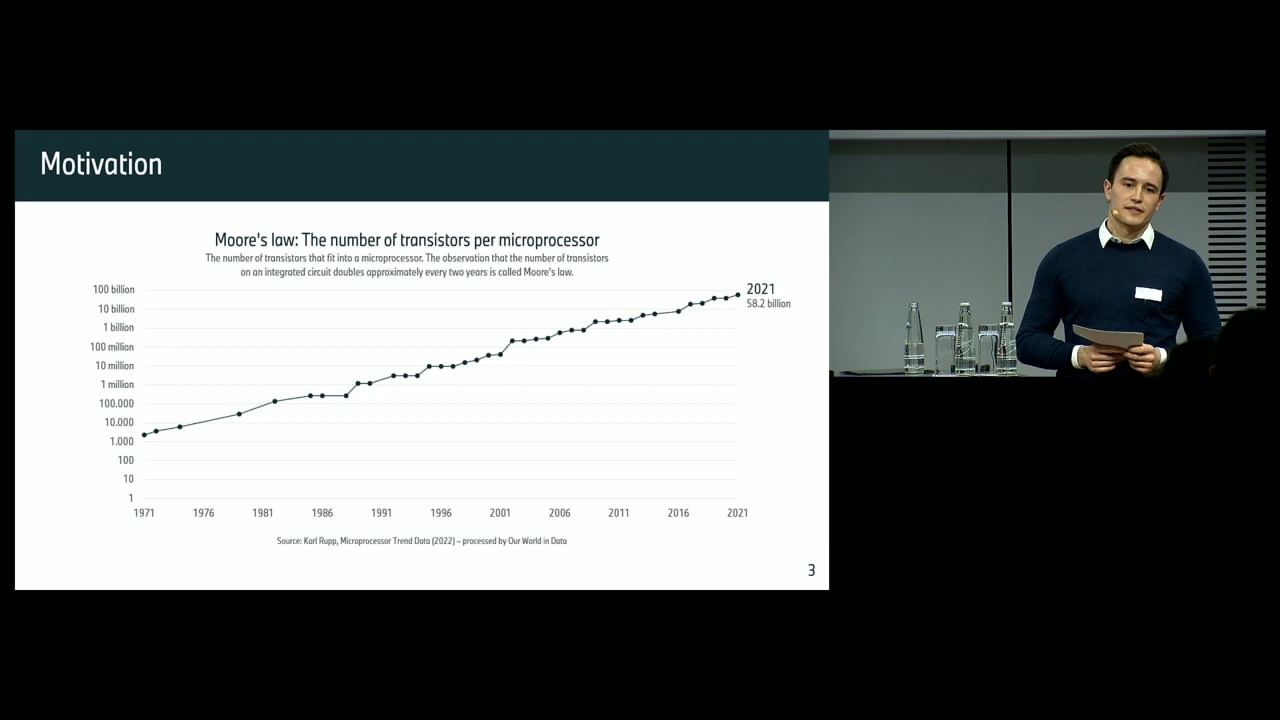 Motivation
Moore's law: The number of transistors per microprocessor
The number of transistors that fit into a microprocessor. The observation that the number of transistors
on an integrated circuit doubles approximately every two years is called Moore's law.
100 billion
10 billion
1 billion
100 million
10 million
1 million
100.000
10.000
1.000
100
10
1
2021
58.2 billion
1971 1976 1981 1986 1991 1996 2001 2006 2011 2016 2021
Source: Karl Rupp, Microprocessor Trend Data (2022) – processed by Our World in Data
3